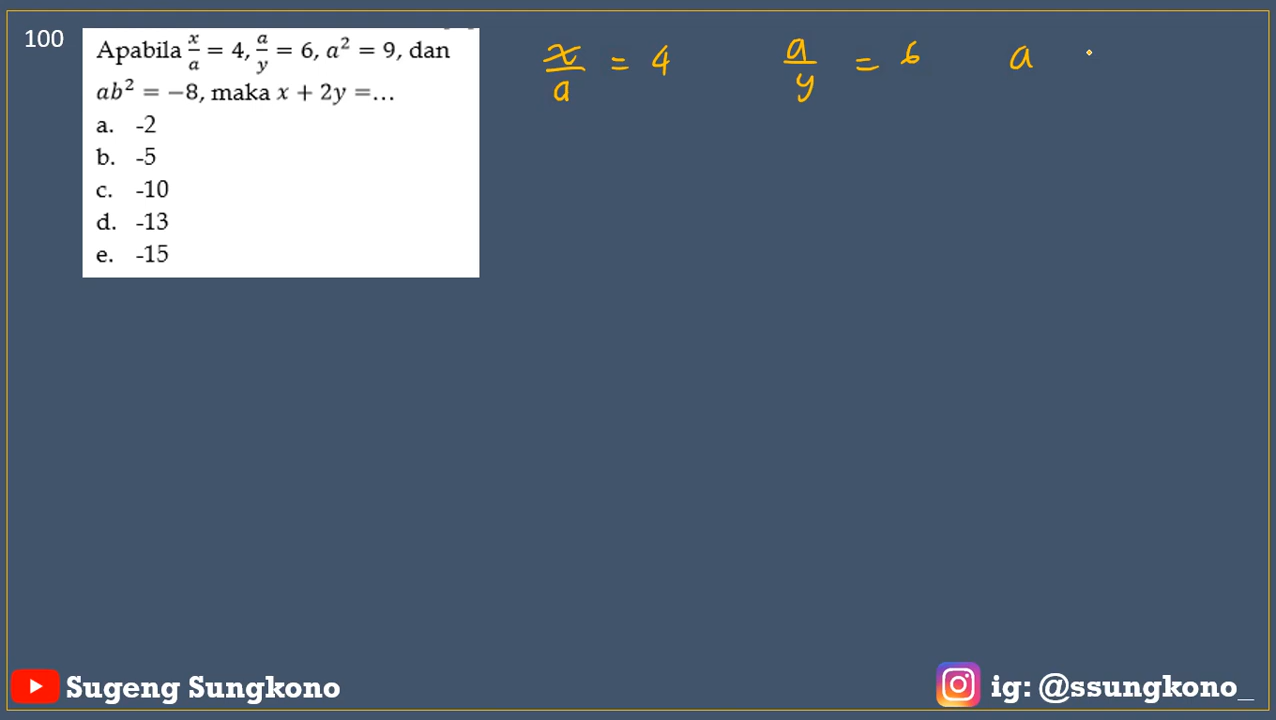 100
Apabila x/a = 4, a/y = 6, a² = 9, dan
ab² = −8, maka x + 2y =...
a. -2
b. -5
c. -10
d. -13
e. -15
x/a = 4 a/y = 6 a
Sugeng Sungkono
ig: @ssungkono_